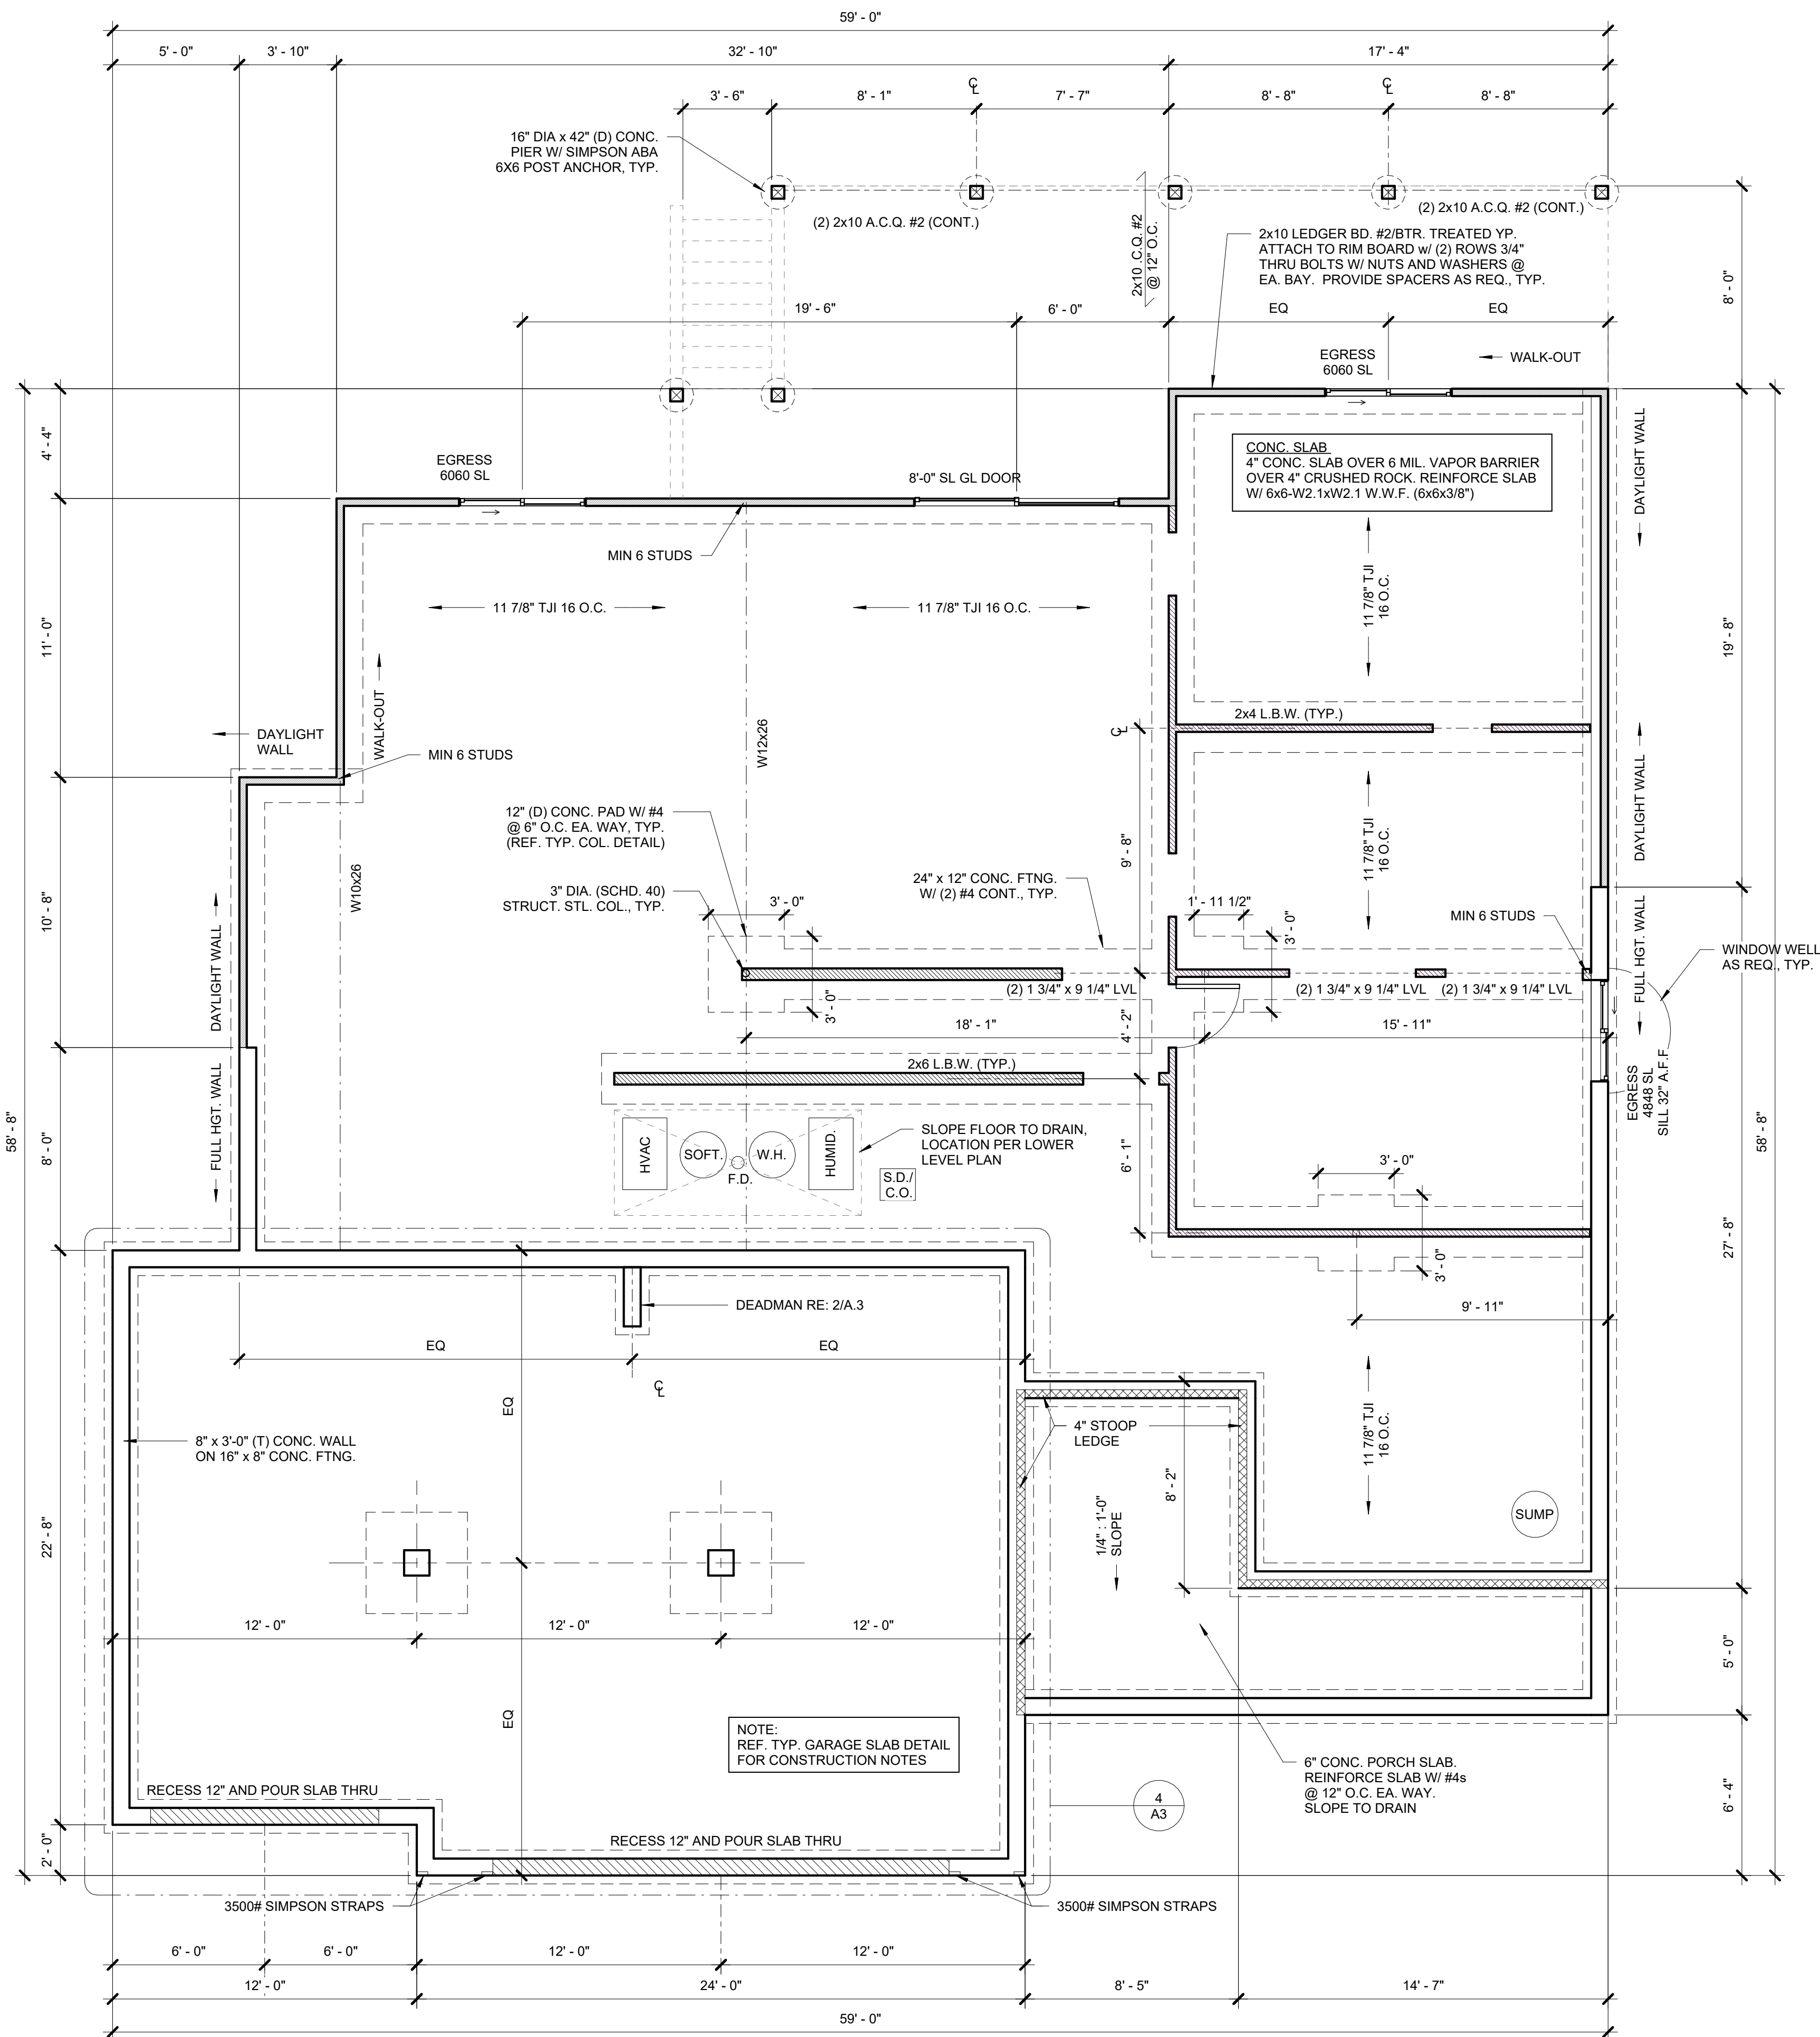 59' - 0"
5' - 0"
3' - 10"
32' - 10"
17' - 4"
3' - 6"
8' - 1"
CL
7' - 7"
8' - 8"
CL
8' - 8"
16" DIA x 42" (D) CONC.
PIER W/ SIMPSON ABA
6X6 POST ANCHOR, TYP.
(2) 2x10 A.C.Q. #2 (CONT.)
2x10 .C.Q. #2
@ 12" O.C.
(2) 2x10 A.C.Q. #2 (CONT.)
2x10 LEDGER BD. #2/BTR. TREATED YP.
ATTACH TO RIM BOARD w/ (2) ROWS 3/4"
THRU BOLTS W/ NUTS AND WASHERS @
EA. BAY. PROVIDE SPACERS AS REQ., TYP.
8' - 0"
19' - 6"
6' - 0"
EQ
EQ
EGRESS
6060 SL
WALK-OUT
4' - 4"
EGRESS
6060 SL
8'-0" SL GL DOOR
CONC. SLAB
4" CONC. SLAB OVER 6 MIL. VAPOR BARRIER
OVER 4" CRUSHED ROCK. REINFORCE SLAB
W/ 6x6-W2.1xW2.1 W.W.F. (6x6x3/8")
DAYLIGHT WALL
MIN 6 STUDS
11 7/8" TJI 16 O.C.
11 7/8" TJI 16 O.C.
11 7/8" TJI
16 O.C.
11' - 0"
19' - 8"
WALK-OUT
DAYLIGHT
WALL
MIN 6 STUDS
W12x26
2x4 L.B.W. (TYP.)
CL
DAYLIGHT WALL
12" (D) CONC. PAD W/ #4
@ 6" O.C. EA. WAY, TYP.
(REF. TYP. COL. DETAIL)
9' - 8"
11 7/8" TJI
16 O.C.
W10x26
3" DIA. (SCHD. 40)
STRUCT. STL. COL., TYP.
3' - 0"
24" x 12" CONC. FTNG.
W/ (2) #4 CONT., TYP.
1' - 11 1/2"
3' - 0"
MIN 6 STUDS
10' - 8"
DAYLIGHT WALL
FULL HGT. WALL
WINDOW WELL
AS REQ., TYP.
3' - 0"
(2) 1 3/4" x 9 1/4" LVL
(2) 1 3/4" x 9 1/4" LVL
(2) 1 3/4" x 9 1/4" LVL
18' - 1"
4' - 2"
15' - 11"
2x6 L.B.W. (TYP.)
EGRESS
4848 SL
SILL 32" A.F.F
58' - 8"
8' - 0"
FULL HGT. WALL
HVAC
SOFT.
F.D.
W.H.
HUMID.
SLOPE FLOOR TO DRAIN,
LOCATION PER LOWER
LEVEL PLAN
S.D./
C.O.
6' - 1"
3' - 0"
3' - 0"
58' - 8"
27' - 8"
DEADMAN RE: 2/A.3
9' - 11"
EQ
EQ
CL
EQ
8" x 3'-0" (T) CONC. WALL
ON 16" x 8" CONC. FTNG.
4" STOOP
LEDGE
8' - 2"
11 7/8" TJI
16 O.C.
SUMP
1/4" : 1'-0"
SLOPE
22' - 8"
12' - 0"
12' - 0"
12' - 0"
5' - 0"
EQ
NOTE:
REF. TYP. GARAGE SLAB DETAIL
FOR CONSTRUCTION NOTES
6" CONC. PORCH SLAB.
REINFORCE SLAB W/ #4s
@ 12" O.C. EA. WAY.
SLOPE TO DRAIN
4
A3
6' - 4"
RECESS 12" AND POUR SLAB THRU
RECESS 12" AND POUR SLAB THRU
2' - 0"
3500# SIMPSON STRAPS
3500# SIMPSON STRAPS
6' - 0"
6' - 0"
12' - 0"
12' - 0"
12' - 0"
24' - 0"
8' - 5"
14' - 7"
59' - 0"